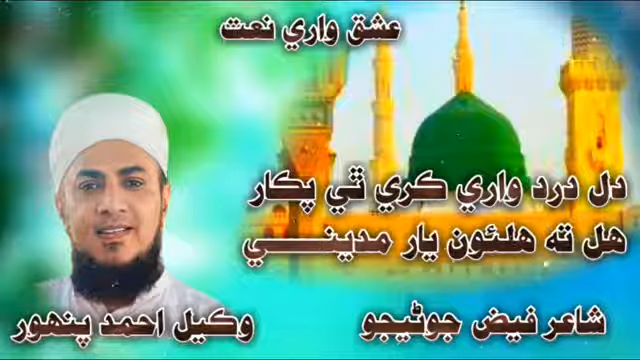 عشق واري نعت
دل درد واري ڪري ٿي پڪار
هل ته هلئون يار مديني
شاعر فيض جوڻيجو
وڪيل احمد پنهور